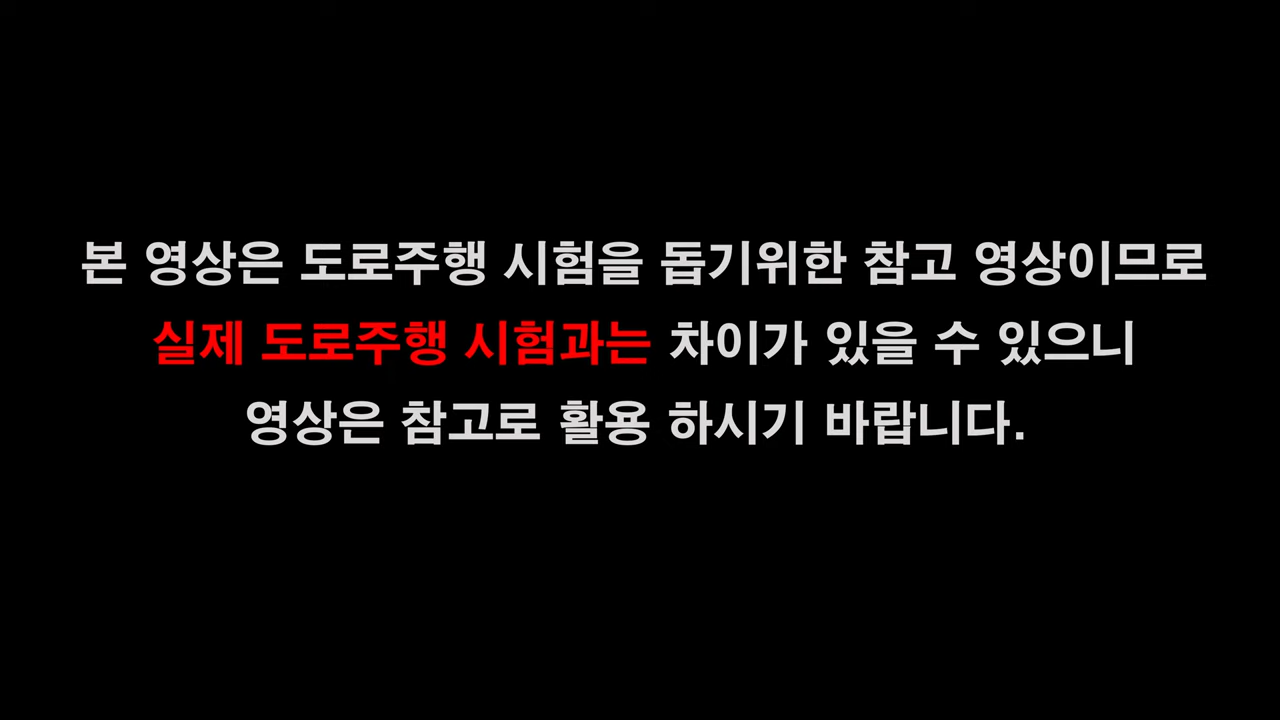 본 영상은 도로주행 시험을 돕기위한 참고 영상이므로
실제 도로주행 시험과는 차이가 있을 수 있으니
영상은 참고로 활용 하시기 바랍니다.